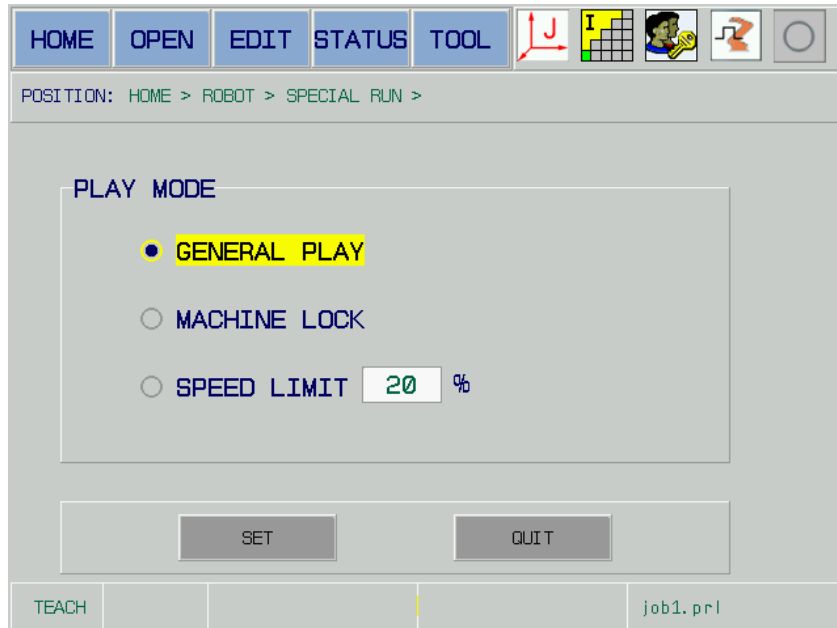 HOME OPEN EDIT STATUS TOOL J I
POSITION: HOME > ROBOT > SPECIAL RUN >
PLAY MODE
GENERAL PLAY
MACHINE LOCK
SPEED LIMIT 20 %
SET QUIT
TEACH job1.prl